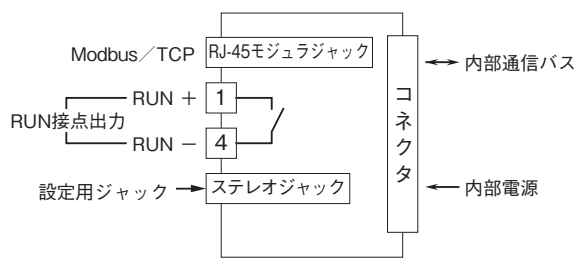 Modbus／TCP
RJ-45モジュラジャック
内部通信バス
RUN +
1
RUN接点出力
RUN −
4
コネクタ
設定用ジャック
ステレオジャック
内部電源